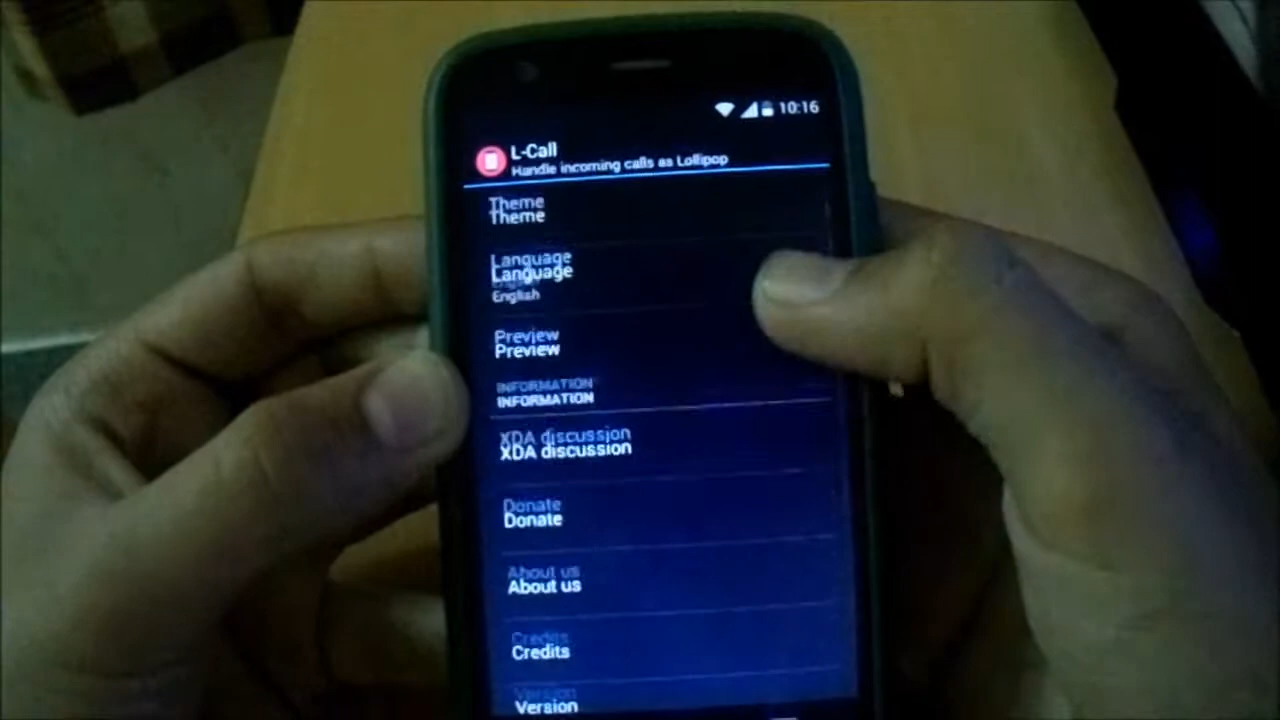 10:16
L-Call
Handle incoming calls as Lollipop
Theme
Language
English
Preview
INFORMATION
XDA discussion
Donate
About us
Credits
Version